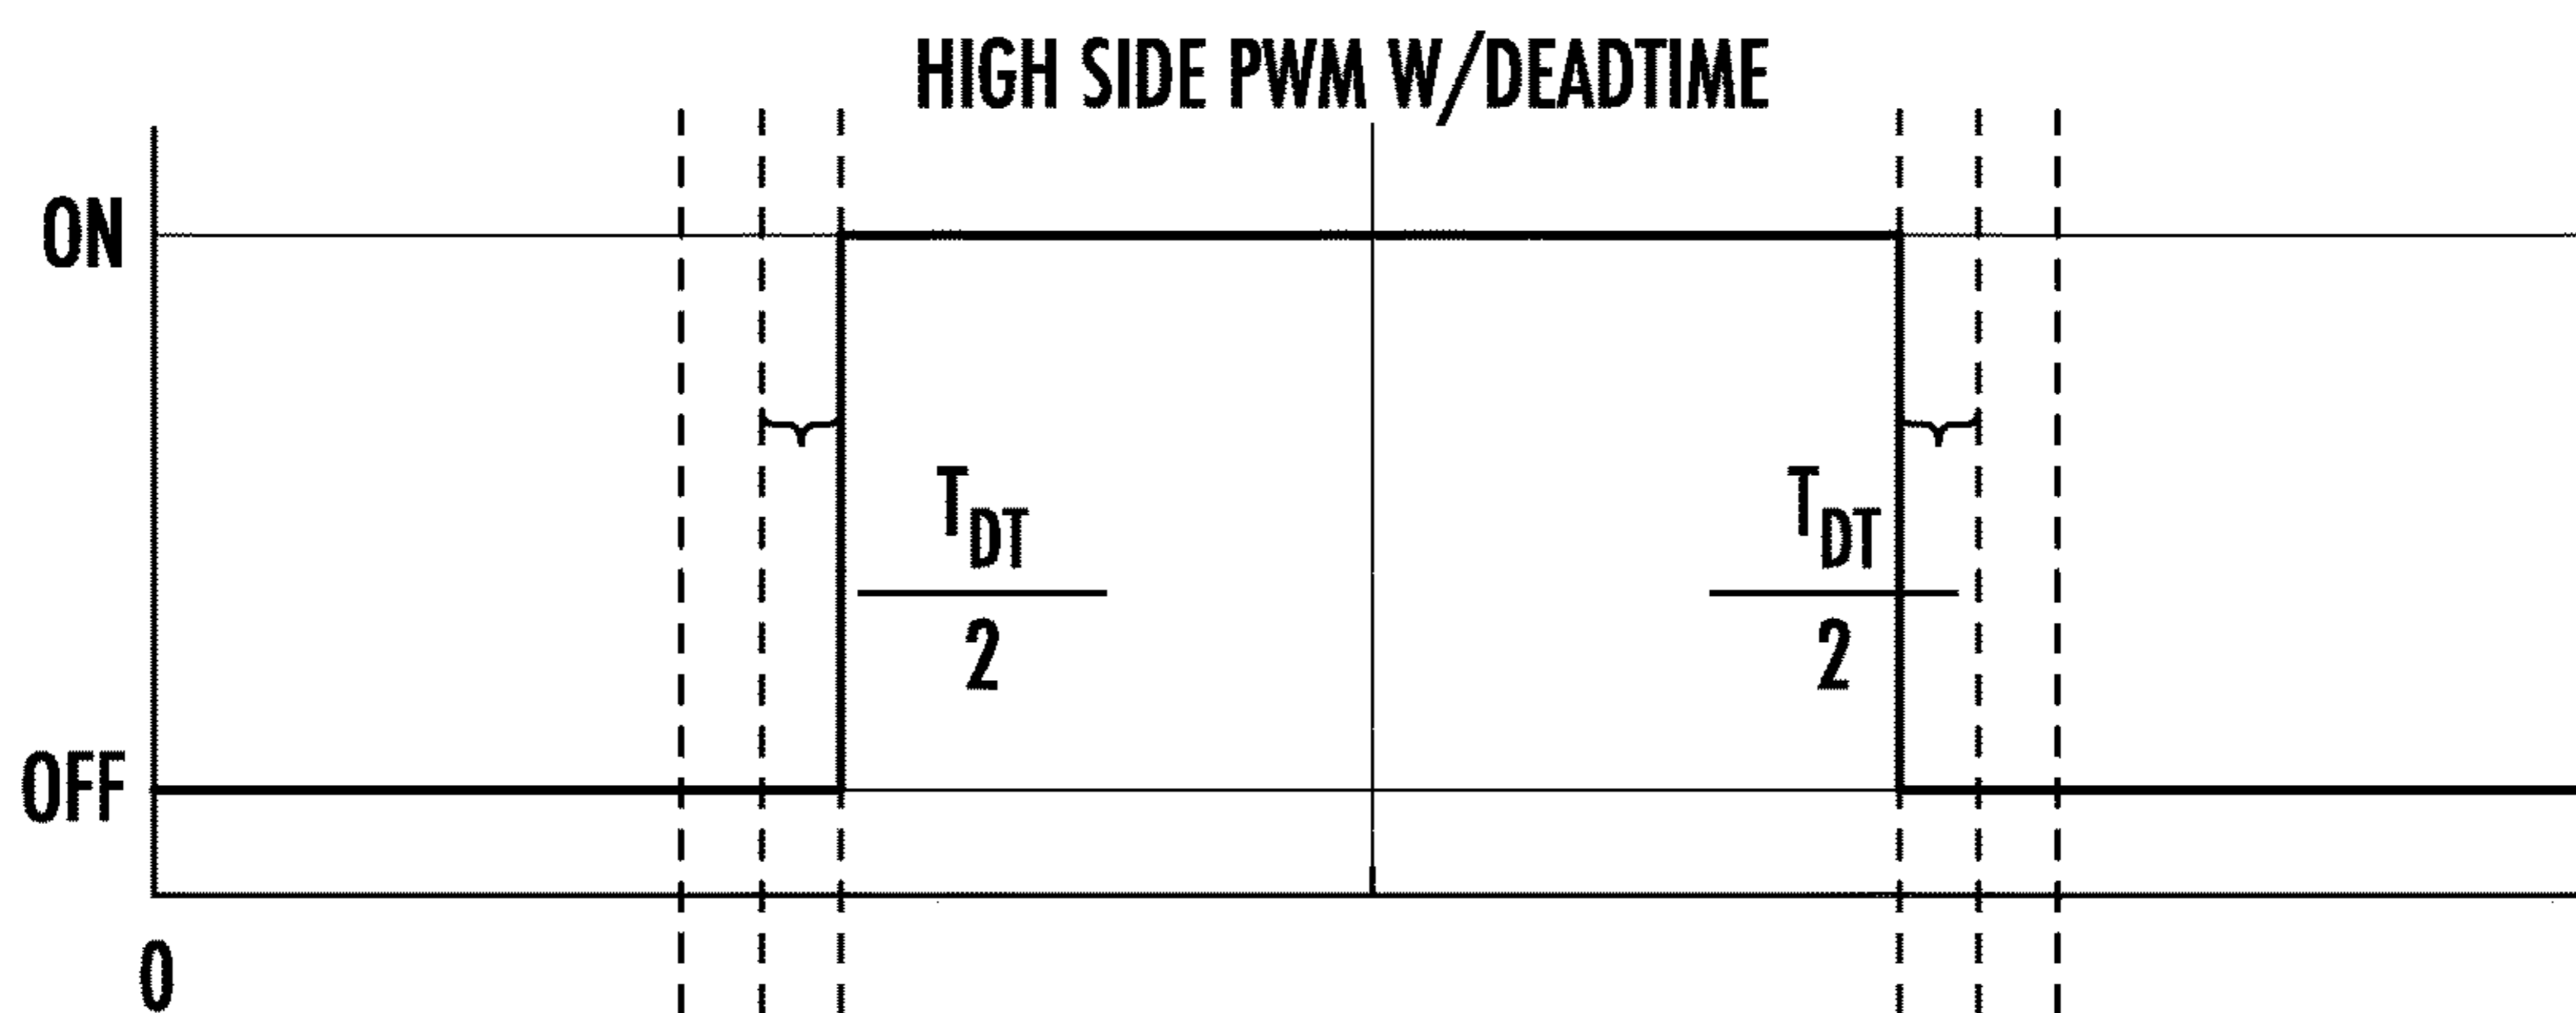 HIGH SIDE PWM W/DEADTIME
ON
T_DT T_DT
2 2
OFF
0